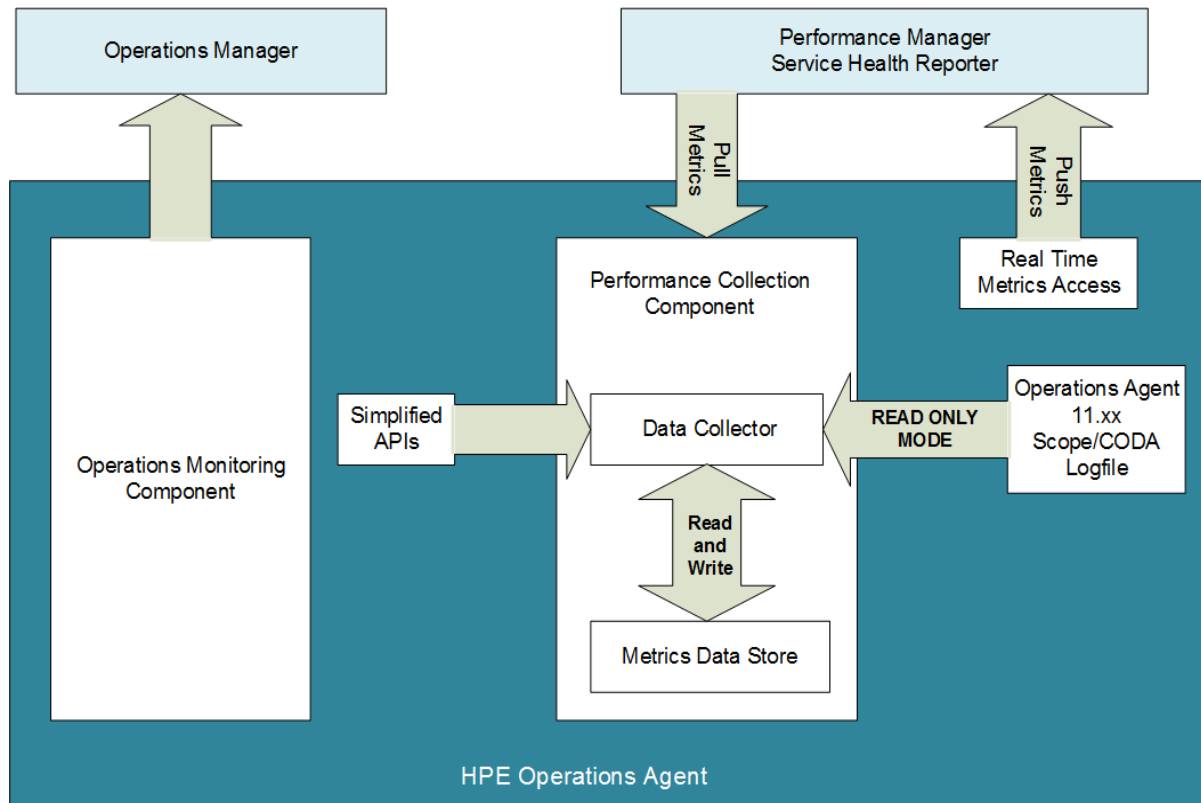 Operations Manager
Performance Manager
Service Health Reporter
Pull
Metrics
Push
Metrics
Real Time
Metrics Access
Performance Collection
Component
Operations Monitoring
Component
Simplified
APIs
Data Collector
READ ONLY
MODE
Operations Agent
11.xx
Scope/CODA
Logfile
Read
and
Write
Metrics Data Store
HPE Operations Agent